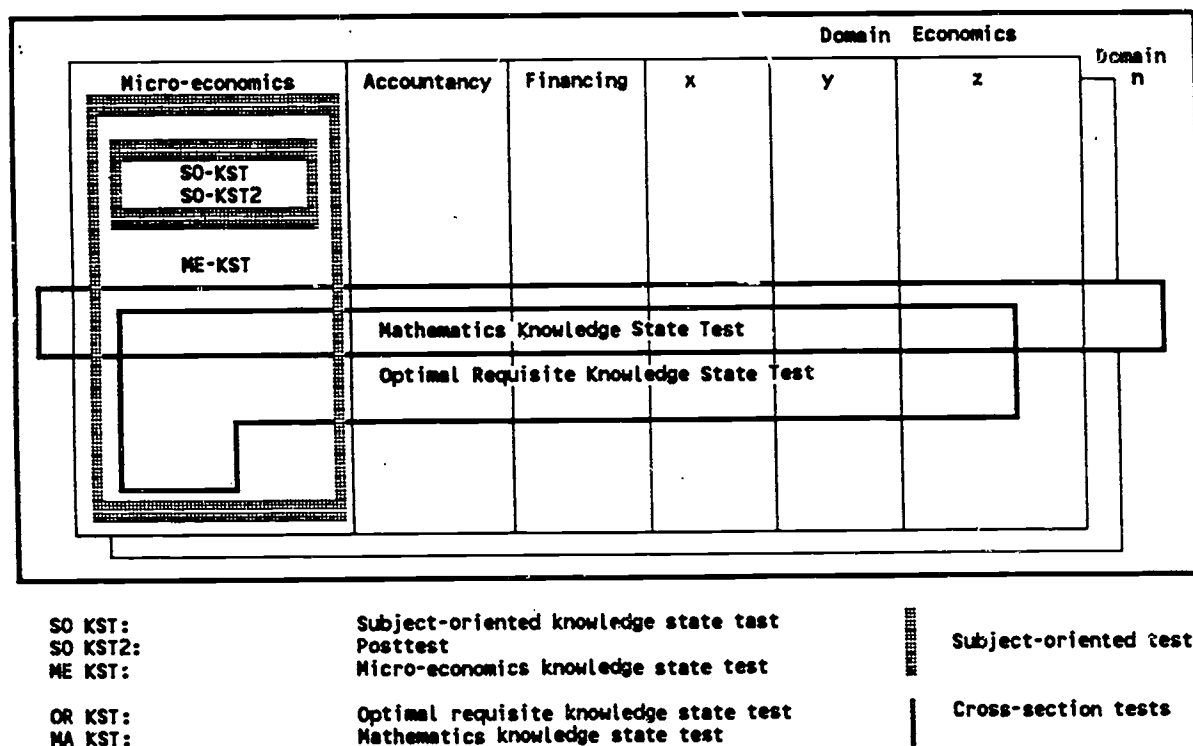 Domain Economics
Domain n
Micro-economics Accountancy Financing x y z
SO-KST
SO-KST2
ME-KST
Mathematics Knowledge State Test
Optimal Requisite Knowledge State Test
SO KST: Subject-oriented knowledge state tast
SO KST2: Posttest
ME KST: Micro-economics knowledge state test
Subject-oriented test
OR KST: Optimal requisite knowledge state test
MA KST: Mathematics knowledge state test
Cross-section tests